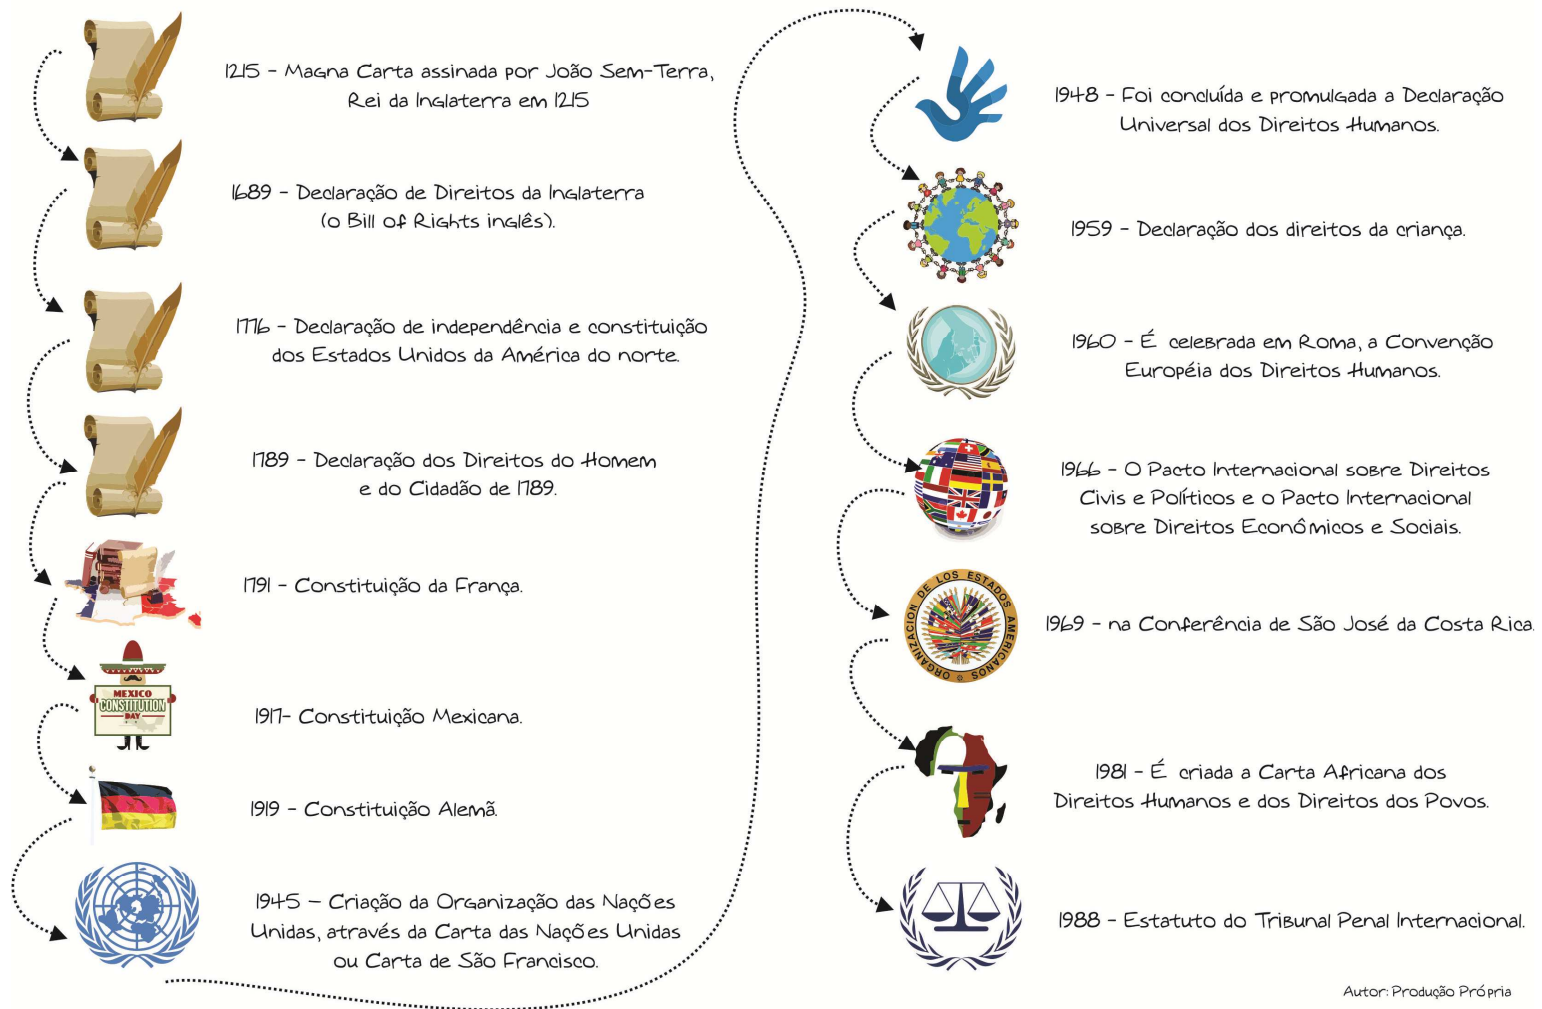 1215 - Magna Carta assinada por João Sem-Terra,
Rei da Inglaterra em 1215
1689 - Declaração de Direitos da Inglaterra
(o Bill of Rights inglês).
1776 - Declaração de independência e constituição
dos Estados Unidos da América do norte.
1789 - Declaração dos Direitos do Homem
e do Cidadão de 1789.
1791 - Constituição da França.
MEXICO
CONSTITUTION
DAY
1917- Constituição Mexicana.
1919 - Constituição Alemã.
1945 – Criação da Organização das Nações
Unidas, através da Carta das Nações Unidas
ou Carta de São Francisco.
1948 - Foi concluída e promulgada a Declaração
Universal dos Direitos Humanos.
1959 - Declaração dos direitos da criança.
1960 - É celebrada em Roma, a Convenção
Européia dos Direitos Humanos.
1966 - O Pacto Internacional sobre Direitos
Civis e Políticos e o Pacto Internacional
sobre Direitos Econômicos e Sociais.
ORGANIZACION DE LOS ESTADOS AMERICANOS
1969 - na Conferência de São José da Costa Rica.
1981 - É criada a Carta Africana dos
Direitos Humanos e dos Direitos dos Povos.
1988 - Estatuto do Tribunal Penal Internacional.
Autor: Produção Própria